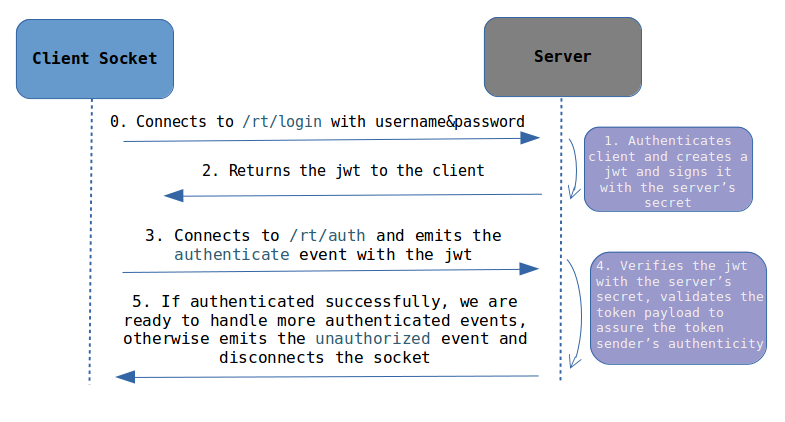 Client Socket
Server
0. Connects to /rt/login with username&password
1. Authenticates
client and creates a
jwt and signs it
with the server’s
secret
2. Returns the jwt to the client
3. Connects to /rt/auth and emits the
authenticate event with the jwt
4. Verifies the jwt
with the server’s
secret, validates the
token payload to
assure the token
sender’s authenticity
5. If authenticated successfully, we are
ready to handle more authenticated events,
otherwise emits the unauthorized event and
disconnects the socket